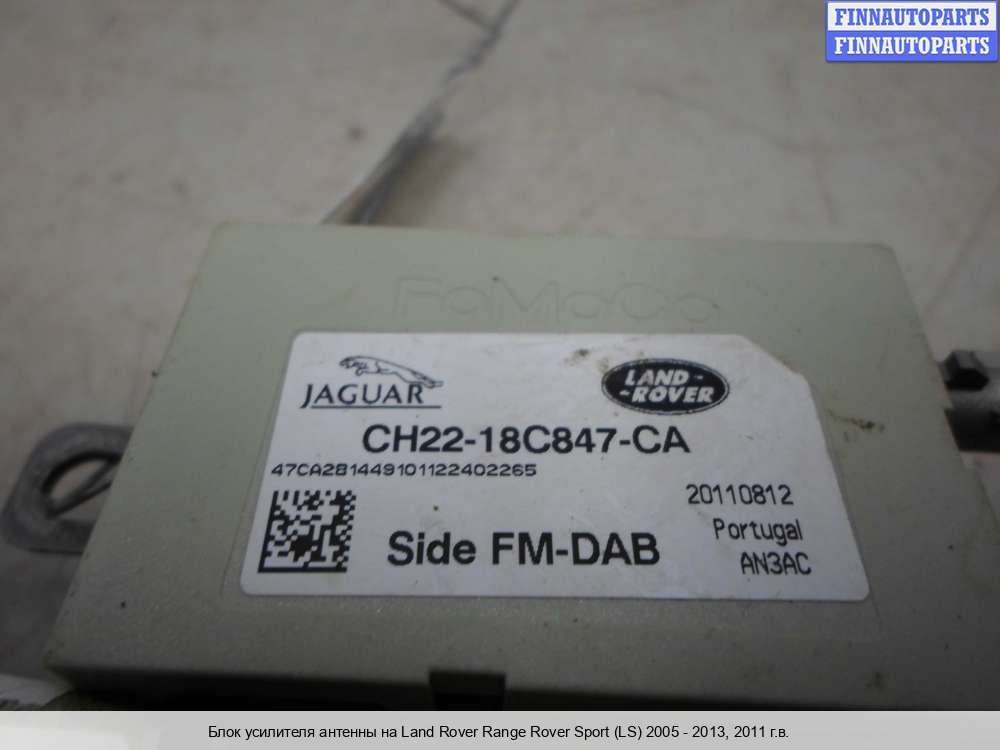 FINNAUTOPARTS
FINNAUTOPARTS
FoMoCo
JAGUAR
LAND-
-ROVER
CH22-18C847-CA
47CA281449101122402265
20110812
Side FM-DAB
Portugal
AN3AC
Блок усилителя антенны на Land Rover Range Rover Sport (LS) 2005 - 2013, 2011 г.в.